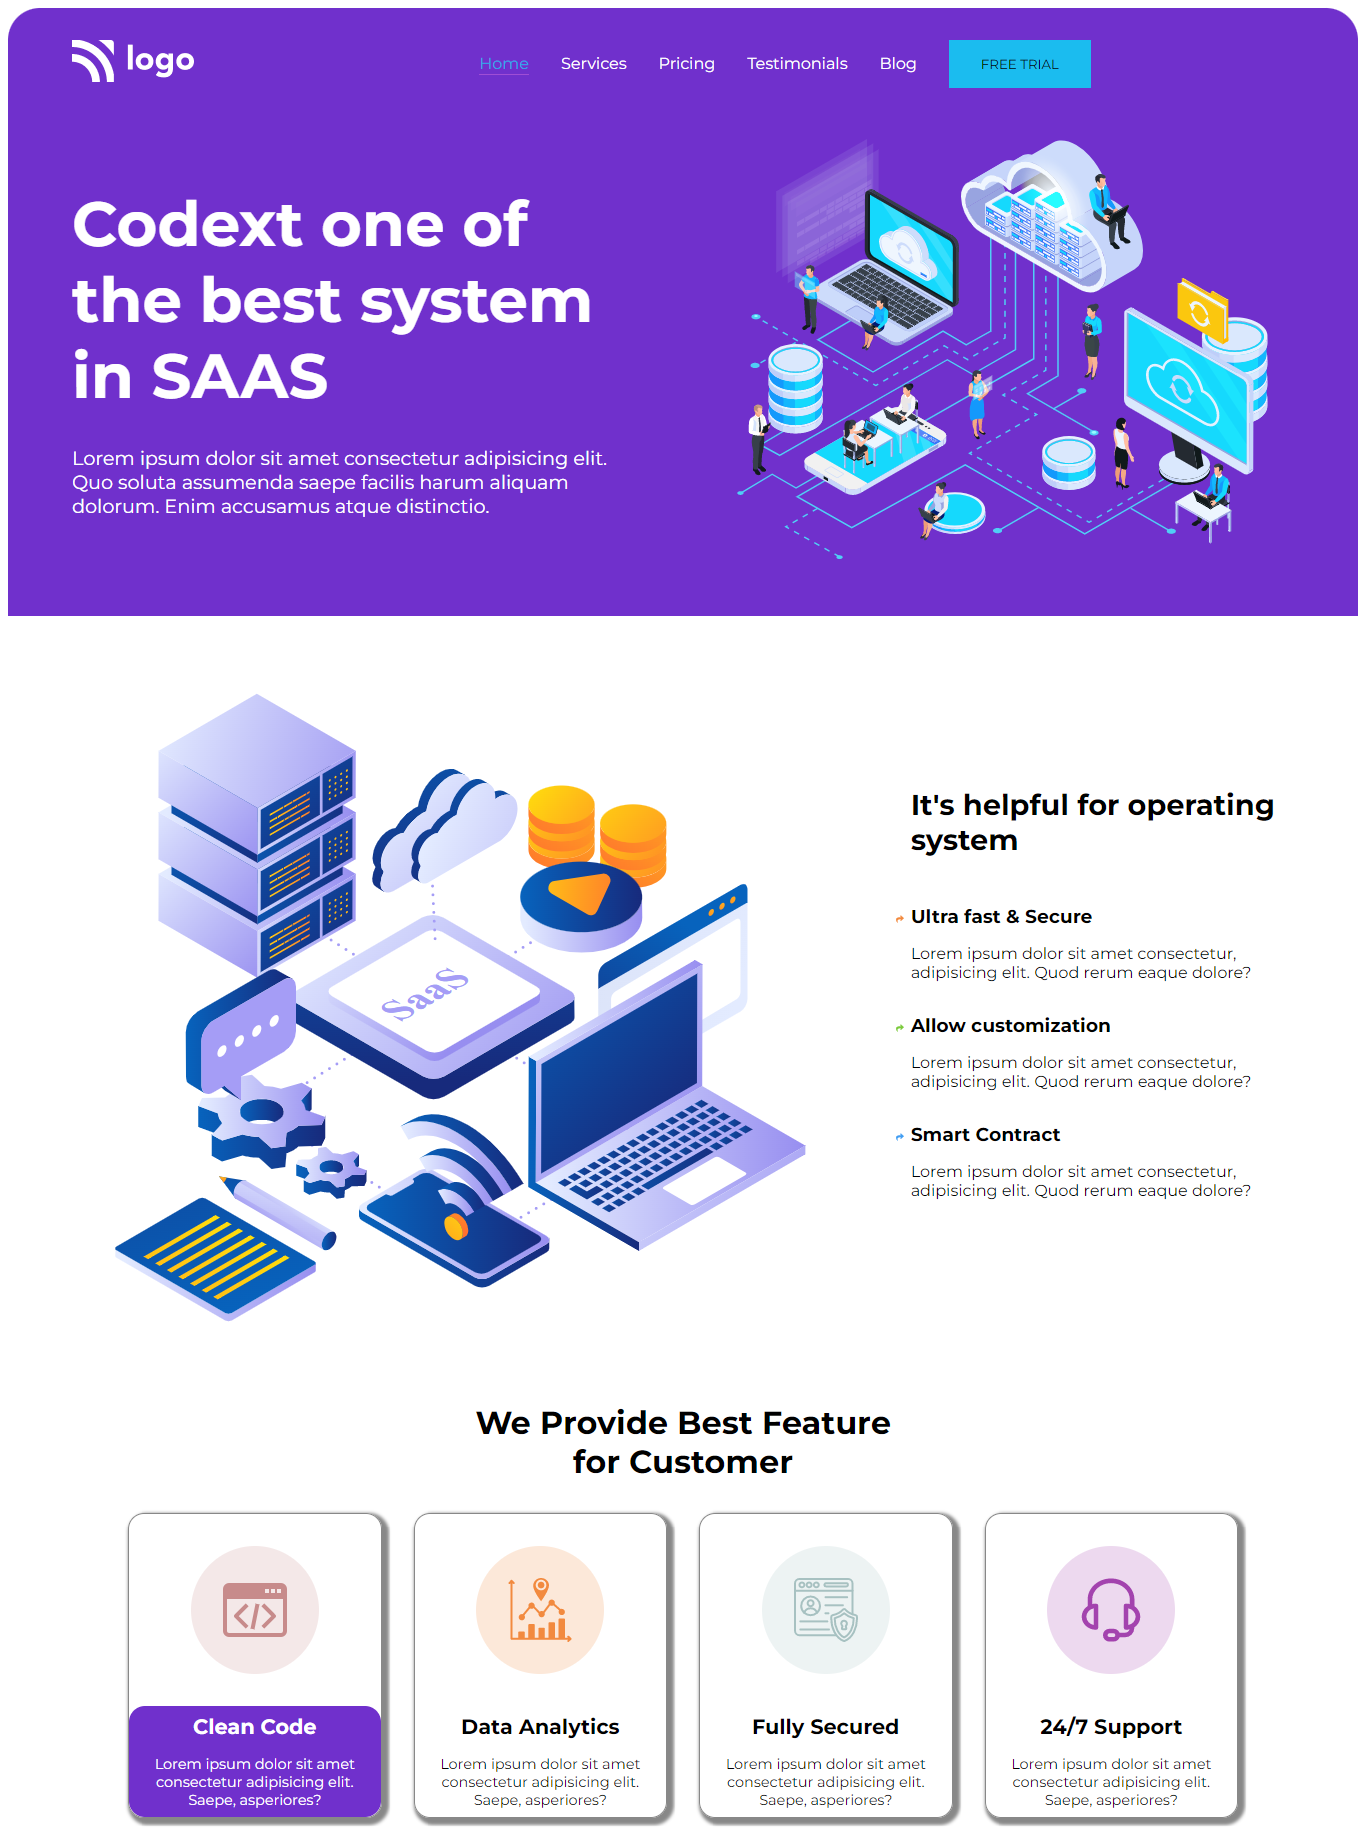 logo
Home Services Pricing Testimonials Blog FREE TRIAL
Codext one of
the best system
in SAAS
Lorem ipsum dolor sit amet consectetur adipisicing elit.
Quo soluta assumenda saepe facilis harum aliquam
dolorum. Enim accusamus atque distinctio.
SaaS
It's helpful for operating
system
Ultra fast & Secure
Lorem ipsum dolor sit amet consectetur,
adipisicing elit. Quod rerum eaque dolore?
Allow customization
Lorem ipsum dolor sit amet consectetur,
adipisicing elit. Quod rerum eaque dolore?
Smart Contract
Lorem ipsum dolor sit amet consectetur,
adipisicing elit. Quod rerum eaque dolore?
We Provide Best Feature
for Customer
Clean Code
Lorem ipsum dolor sit amet
consectetur adipisicing elit.
Saepe, asperiores?
Data Analytics
Lorem ipsum dolor sit amet
consectetur adipisicing elit.
Saepe, asperiores?
Fully Secured
Lorem ipsum dolor sit amet
consectetur adipisicing elit.
Saepe, asperiores?
24/7 Support
Lorem ipsum dolor sit amet
consectetur adipisicing elit.
Saepe, asperiores?